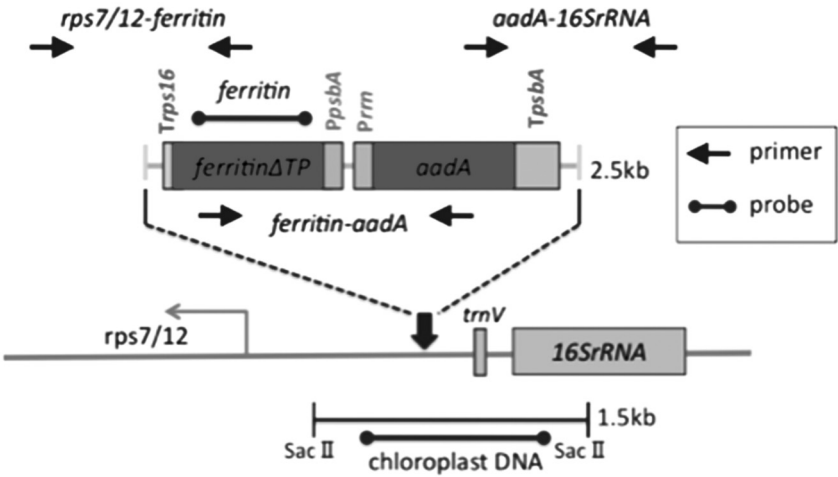 rps7/12-ferritin
aadA-16SrRNA
Trps16
ferritin
PpsbA
Prrn
TpsbA
ferritinΔTP
aadA
2.5kb
primer
probe
ferritin-aadA
rps7/12
trnV
16SrRNA
1.5kb
Sac II
chloroplast DNA
Sac II